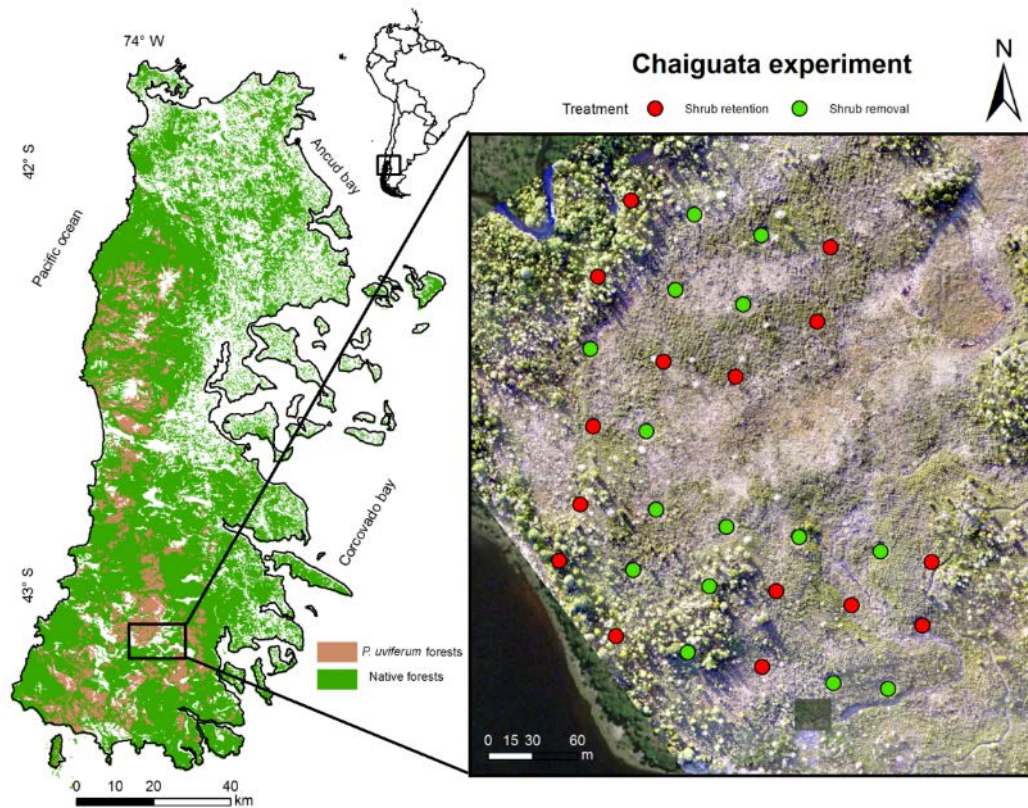 74° W
N
Chaiguata experiment
Treatment Shrub retention Shrub removal
42° S
Ancud bay
Pacific ocean
Corcovado bay
43° S
P. uviferum forests
Native forests
0 10 20 40
km
0 15 30 60
m